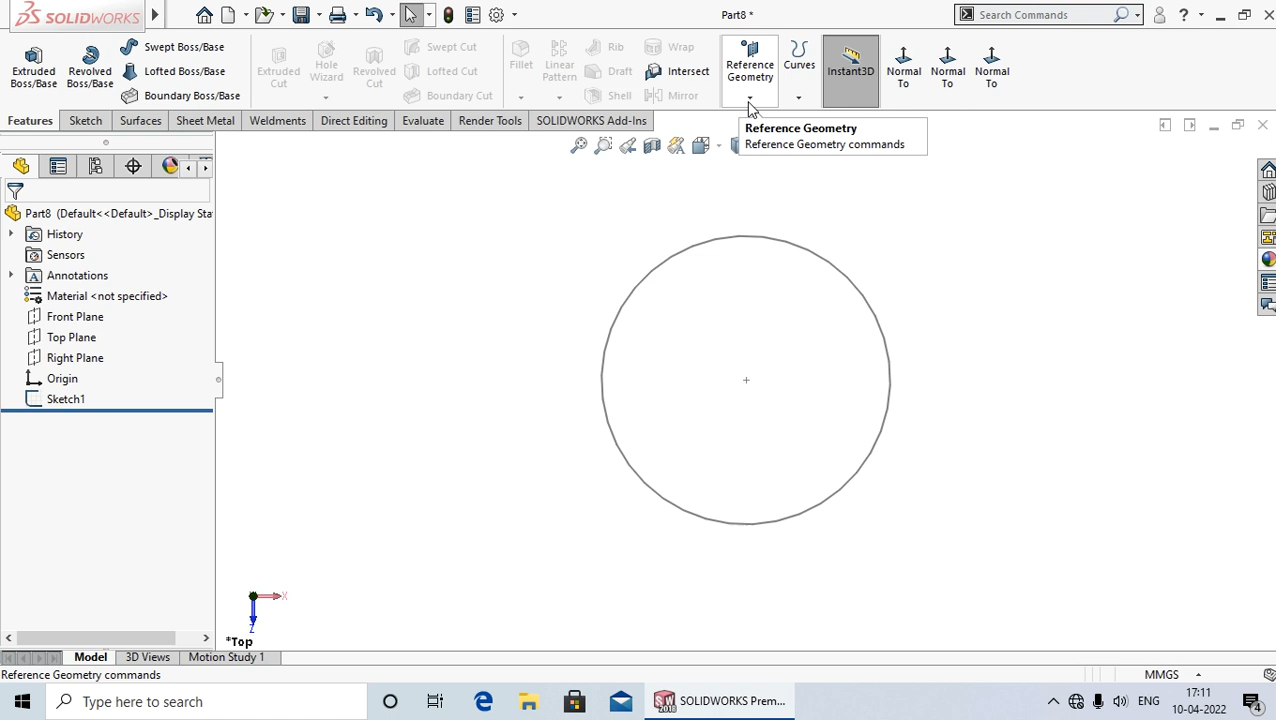 SOLIDWORKS
Part8 *
Search Commands
Extruded Boss/Base
Revolved Boss/Base
Swept Boss/Base
Lofted Boss/Base
Boundary Boss/Base
Extruded Cut
Hole Wizard
Revolved Cut
Swept Cut
Lofted Cut
Boundary Cut
Fillet
Linear Pattern
Rib
Draft
Shell
Wrap
Intersect
Mirror
Reference Geometry
Curves
Instant3D
Normal To
Normal To
Normal To
Features
Sketch
Surfaces
Sheet Metal
Weldments
Direct Editing
Evaluate
Render Tools
SOLIDWORKS Add-Ins
Reference Geometry
Reference Geometry commands
Part8 (Default<<Default>_Display Sta
History
Sensors
Annotations
Material <not specified>
Front Plane
Top Plane
Right Plane
Origin
Sketch1
X
Z
*Top
Model
3D Views
Motion Study 1
Reference Geometry commands
MMGS
Type here to search
SOLIDWORKS Prem...
ENG
17:11
10-04-2022
4